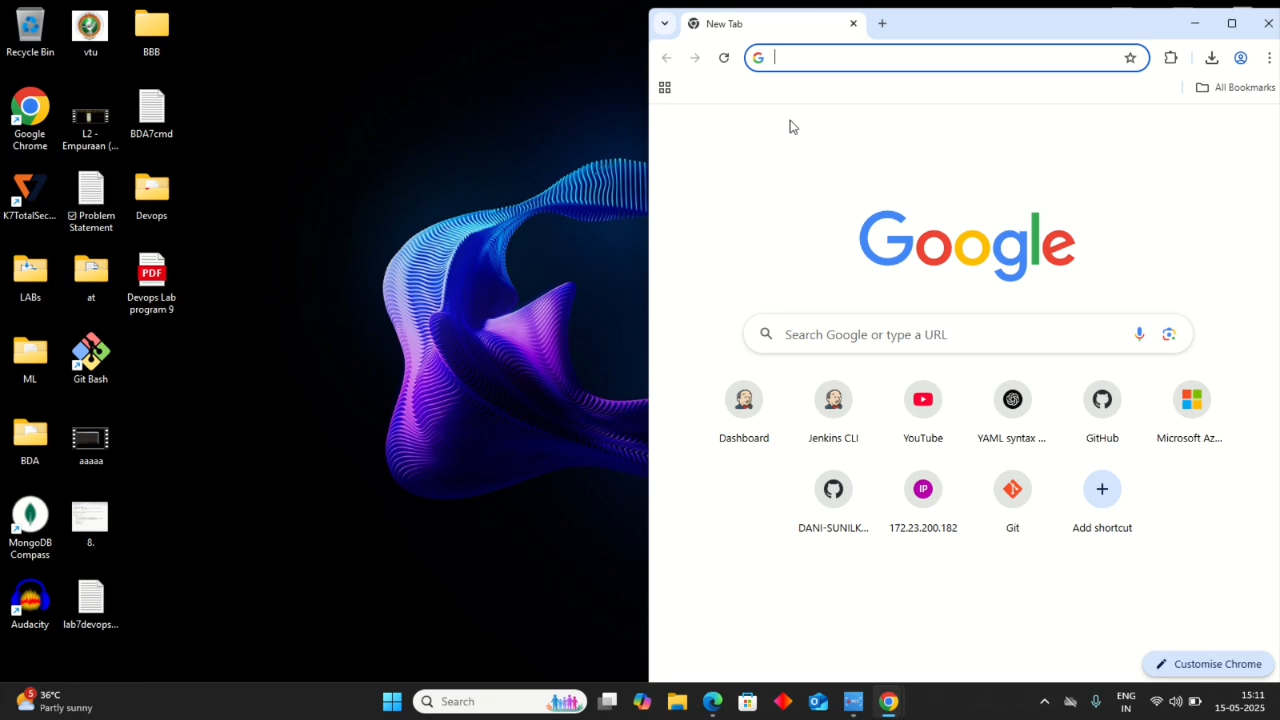 Recycle Bin
vtu
BBB
Google
Chrome
L2 -
Empuraan (...
BDA7cmd
K7TotalSec...
Problem
Statement
Devops
LABs
at
PDF
Devops Lab
program 9
ML
Git Bash
BDA
aaaaa
MongoDB
Compass
8.
Audacity
lab7devops...
New Tab
All Bookmarks
Google
Search Google or type a URL
Dashboard
Jenkins CLI
YouTube
YAML syntax ...
GitHub
Microsoft Az...
IP
DANI-SUNILK...
172.23.200.182
Git
Add shortcut
Customise Chrome
5
36°C
Partly sunny
Search
ENG
IN
15:11
15-05-2025